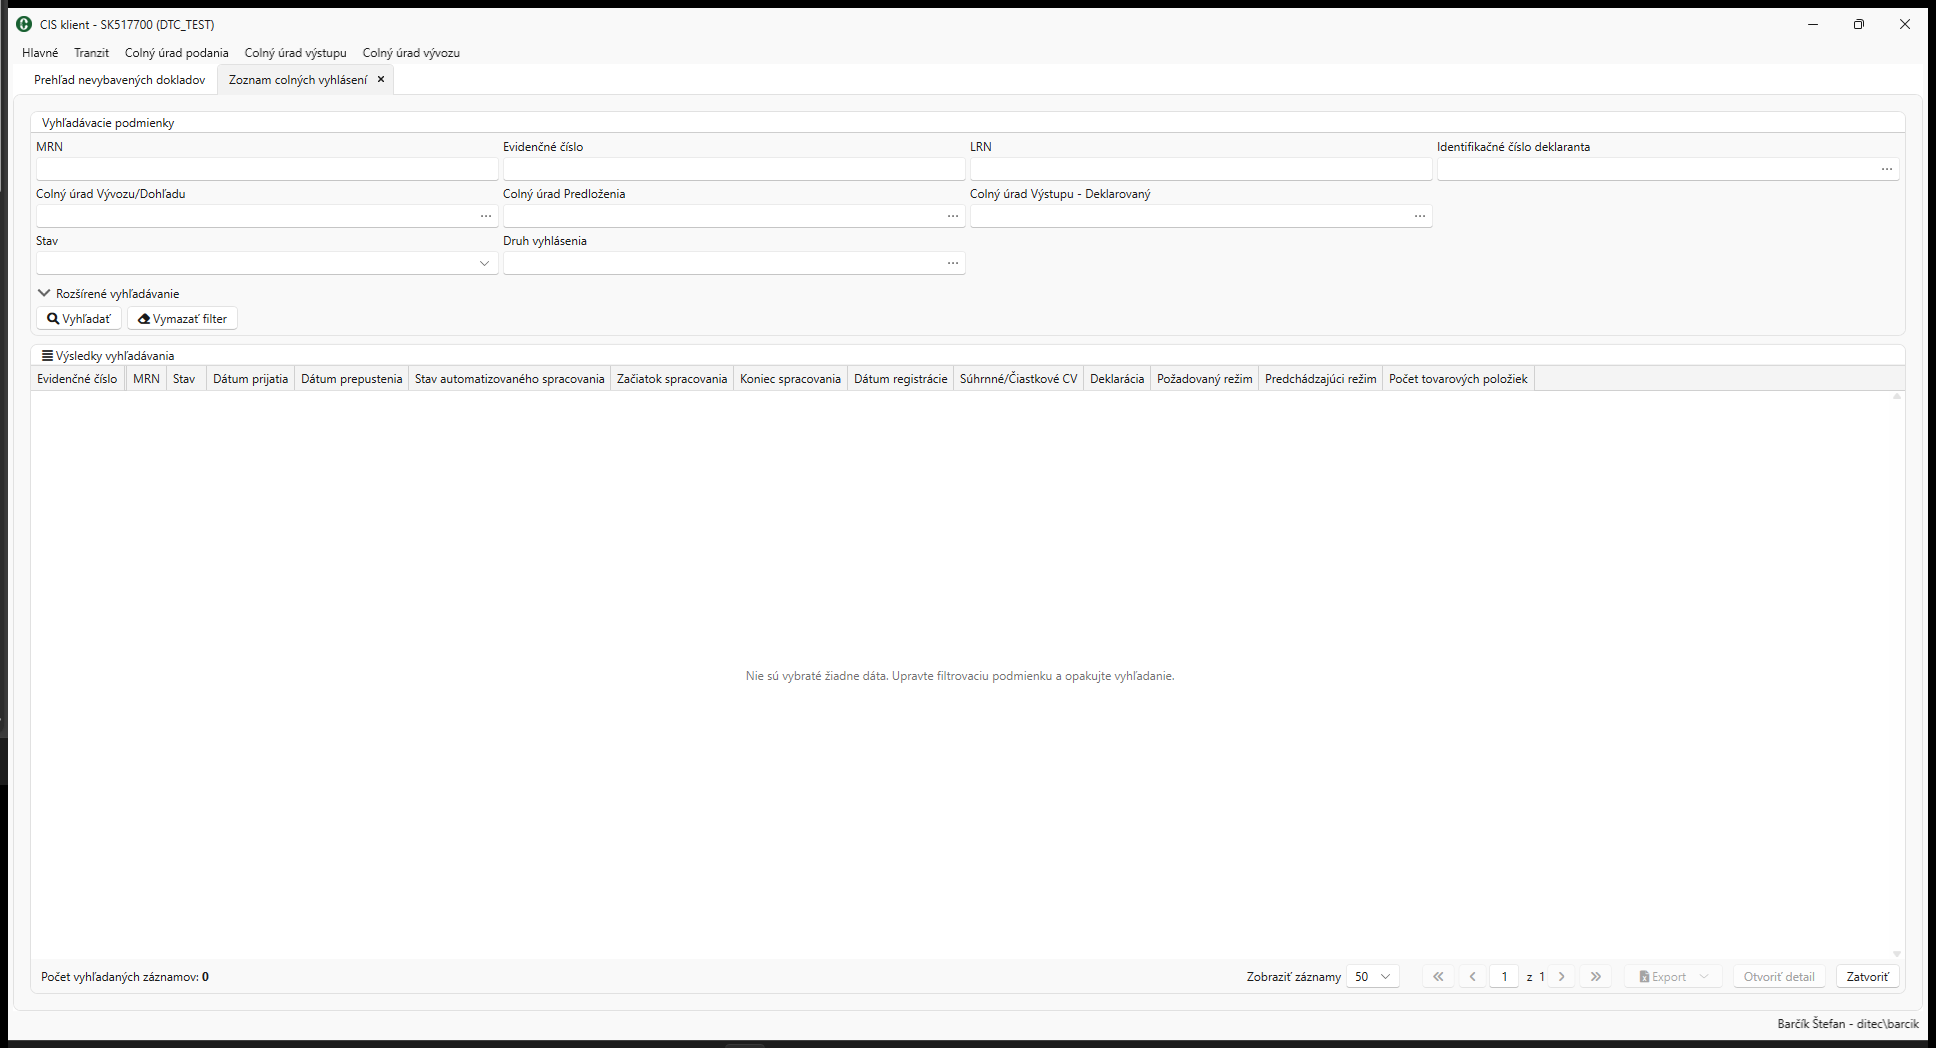 CIS klient - SK517700 (DTC_TEST)
Hlavné Tranzit Colný úrad podania Colný úrad výstupu Colný úrad vývozu
Prehľad nevybavených dokladov Zoznam colných vyhlásení
Vyhľadávacie podmienky
MRN Evidenčné číslo LRN Identifikačné číslo deklaranta
Colný úrad Vývozu/Dohľadu Colný úrad Predloženia Colný úrad Výstupu - Deklarovaný
Stav Druh vyhlásenia
Rozšírené vyhľadávanie
Vyhľadať Vymazať filter
Výsledky vyhľadávania
Evidenčné číslo MRN Stav Dátum prijatia Dátum prepustenia Stav automatizovaného spracovania Začiatok spracovania Koniec spracovania Dátum registrácie Súhrnné/Čiastkové CV Deklarácia Požadovaný režim Predchádzajúci režim Počet tovarových položiek
Nie sú vybraté žiadne dáta. Upravte filtrovaciu podmienku a opakujte vyhľadanie.
Počet vyhľadaných záznamov: 0 Zobraziť záznamy 50 1 z 1 Export Otvoriť detail Zatvoriť
Barčík Štefan - ditec\barcik